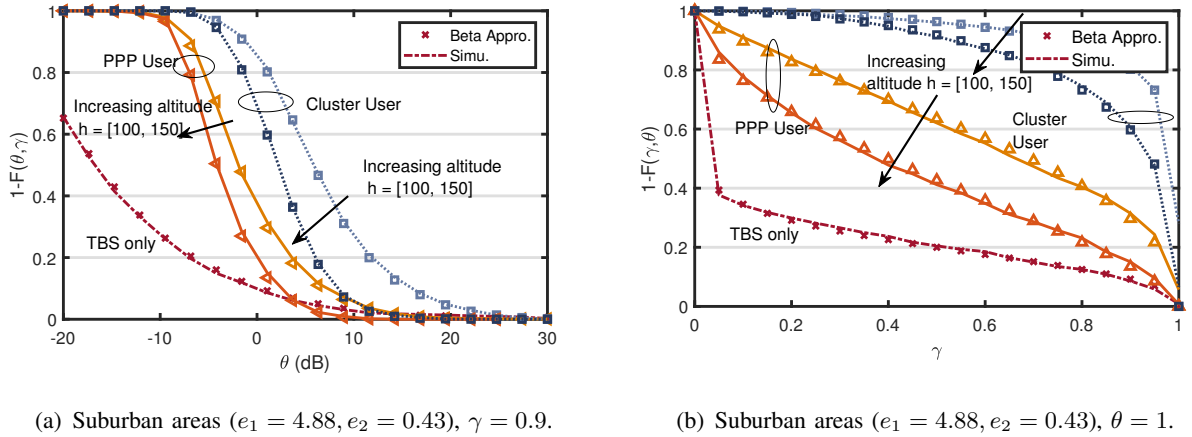 1-F(θ,γ)
1
0.8
0.6
0.4
0.2
0
-20
-10
0
10
20
30
θ (dB)
Beta Appro.
Simu.
PPP User
Increasing altitude
h = [100, 150]
Cluster User
Increasing altitude
h = [100, 150]
TBS only
(a) Suburban areas (e₁ = 4.88, e₂ = 0.43), γ = 0.9.
1-F(γ,θ)
1
0.8
0.6
0.4
0.2
0
0
0.2
0.4
0.6
0.8
1
γ
Beta Appro.
Simu.
Increasing
altitude h = [100, 150]
PPP User
Cluster
User
TBS only
(b) Suburban areas (e₁ = 4.88, e₂ = 0.43), θ = 1.